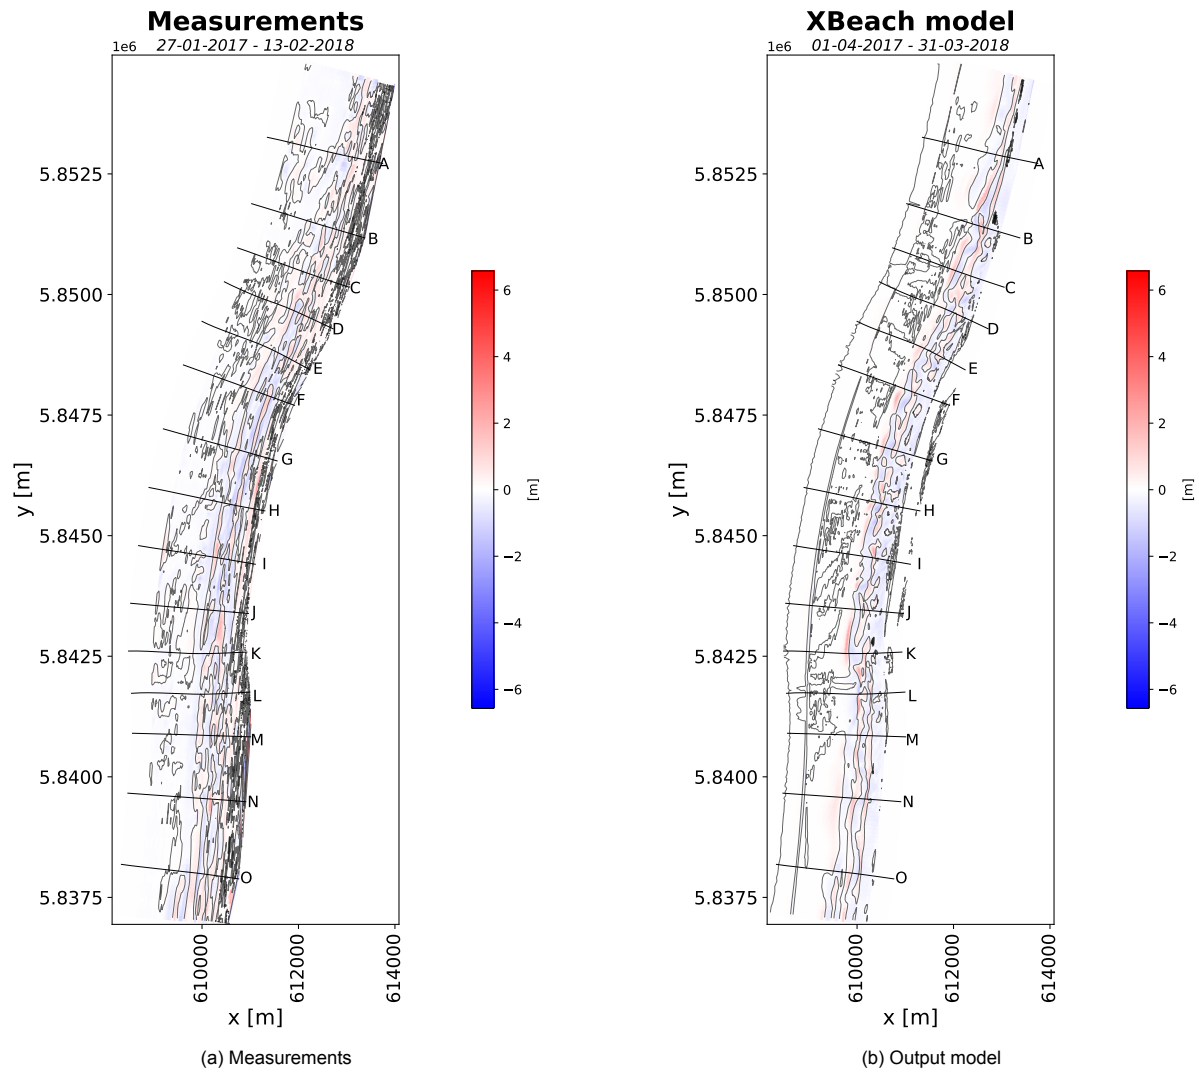 Measurements
1e6 27-01-2017 - 13-02-2018
5.8525
5.8500
5.8475
5.8450
5.8425
5.8400
5.8375
y [m]
A
B
C
D
E
F
G
H
I
J
K
L
M
N
O
610000
612000
614000
x [m]
6
4
2
0
−2
−4
−6
[m]
(a) Measurements
XBeach model
1e6 01-04-2017 - 31-03-2018
5.8525
5.8500
5.8475
5.8450
5.8425
5.8400
5.8375
y [m]
A
B
C
D
E
F
G
H
I
J
K
L
M
N
O
610000
612000
614000
x [m]
6
4
2
0
−2
−4
−6
[m]
(b) Output model